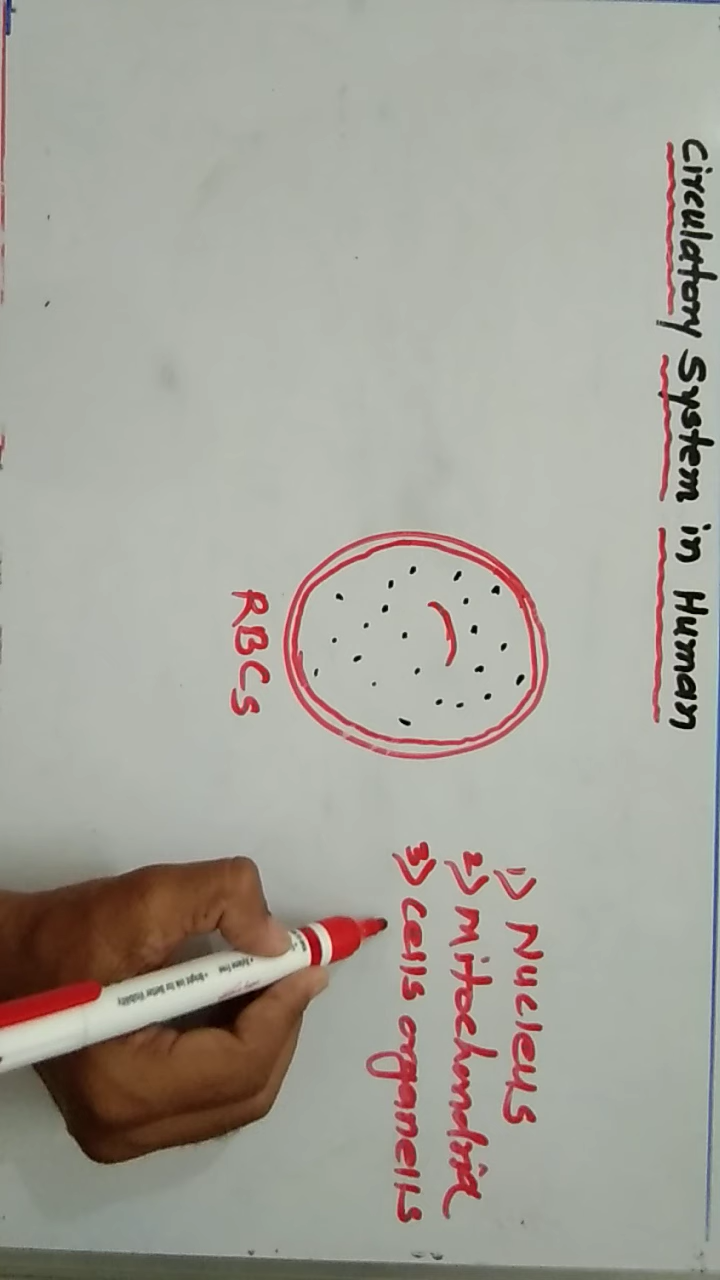 Circulatory System in Human
RBCs
1) Nucleus
2) Mitochondria
3) cells organells